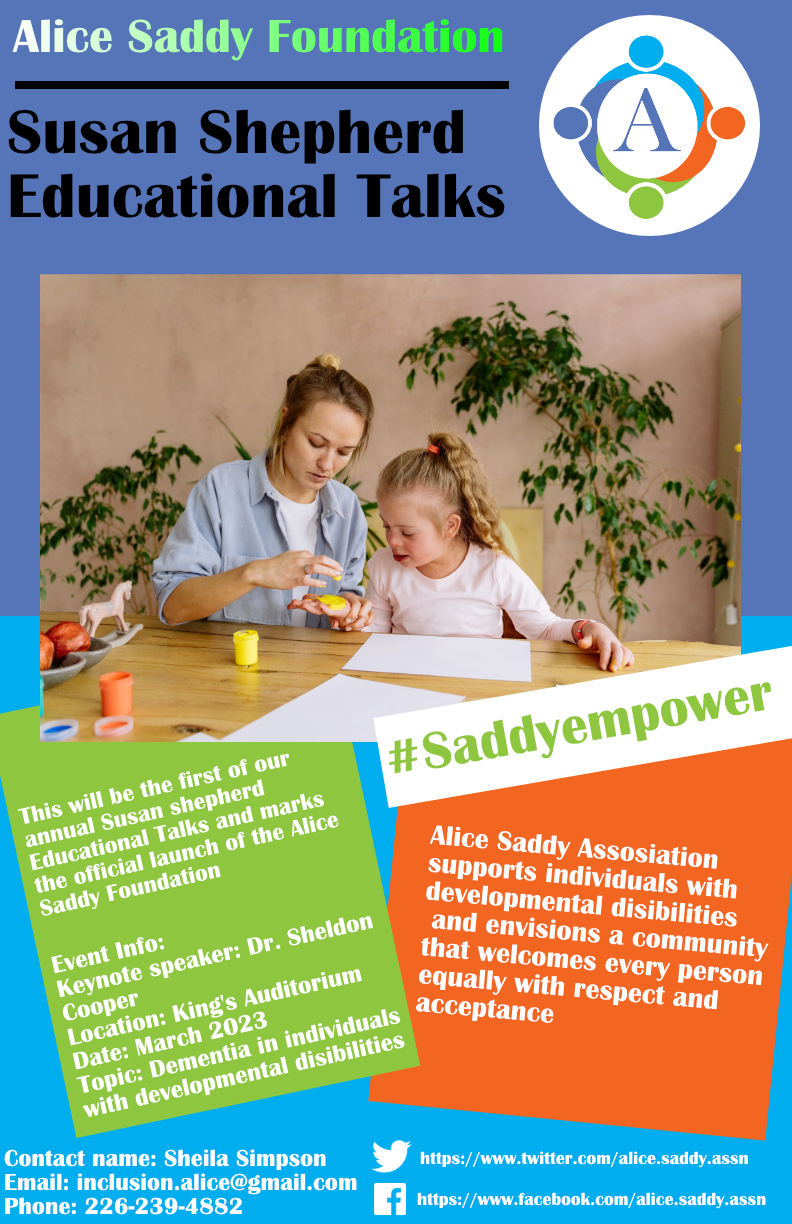 Alice Saddy Foundation
Susan Shepherd
Educational Talks
A
#Saddyempower
This will be the first of our
annual Susan shepherd
Educational Talks and marks
the official launch of the Alice
Saddy Foundation
Event Info:
Keynote speaker: Dr. Sheldon
Cooper
Location: King's Auditorium
Date: March 2023
Topic: Dementia in individuals
with developmental disibilities
Alice Saddy Assosiation
supports individuals with
developmental disibilities
and envisions a community
that welcomes every person
equally with respect and
acceptance
Contact name: Sheila Simpson
Email: inclusion.alice@gmail.com
Phone: 226-239-4882
https://www.twitter.com/alice.saddy.assn
https://www.facebook.com/alice.saddy.assn